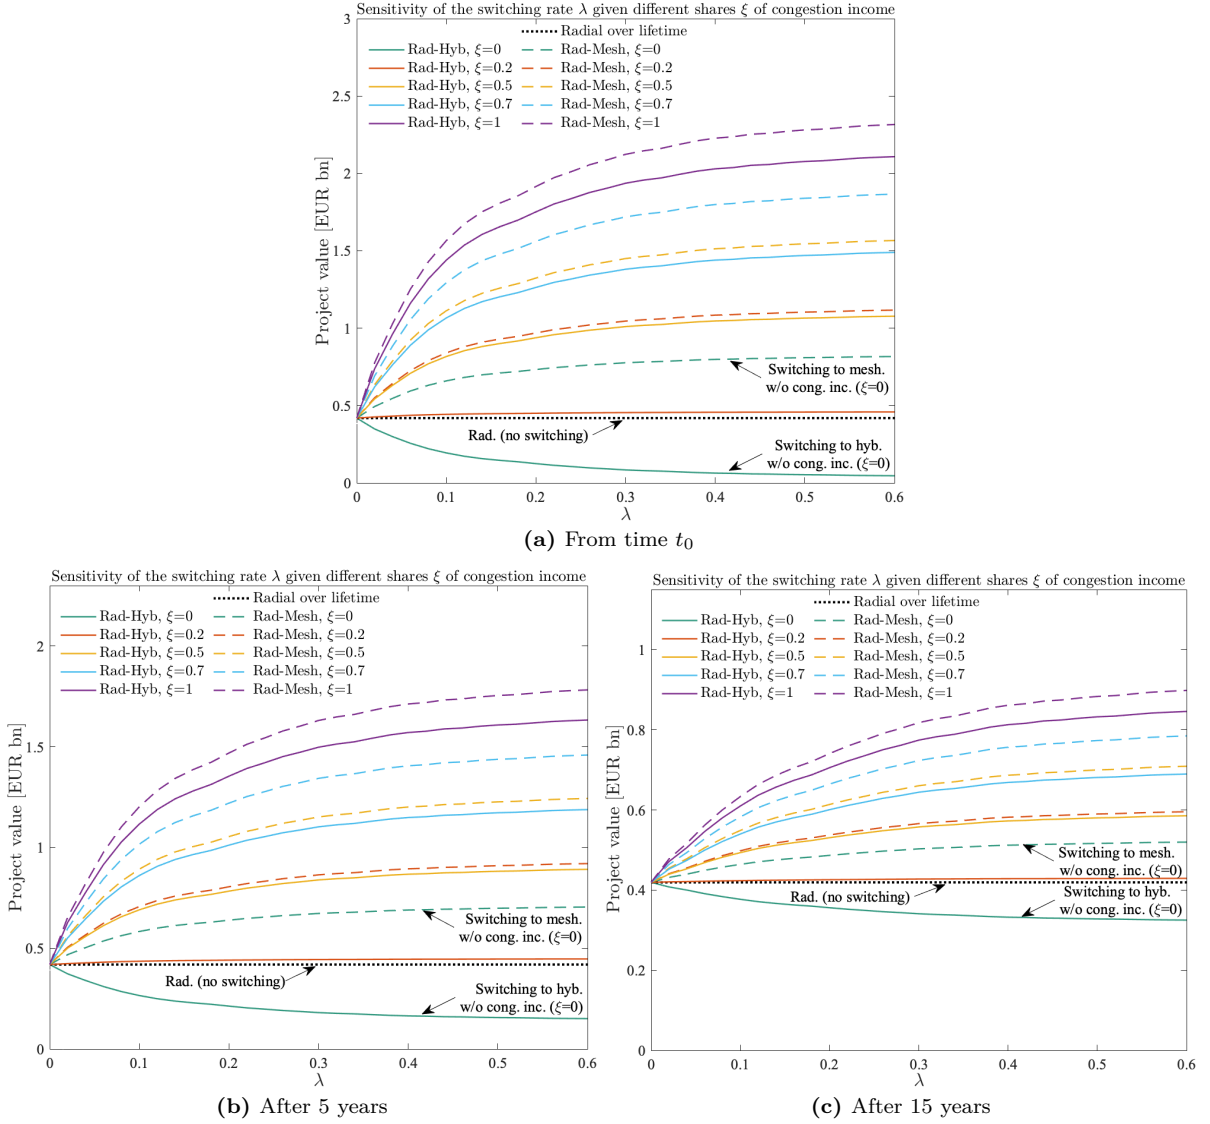 Sensitivity of the switching rate λ given different shares ξ of congestion income
Radial over lifetime
Rad-Hyb, ξ=0
Rad-Mesh, ξ=0
Rad-Hyb, ξ=0.2
Rad-Mesh, ξ=0.2
Rad-Hyb, ξ=0.5
Rad-Mesh, ξ=0.5
Rad-Hyb, ξ=0.7
Rad-Mesh, ξ=0.7
Rad-Hyb, ξ=1
Rad-Mesh, ξ=1
3
2.5
2
1.5
1
0.5
0
Project value [EUR bn]
Switching to mesh.
w/o cong. inc. (ξ=0)
Rad. (no switching)
Switching to hyb.
w/o cong. inc. (ξ=0)
0 0.1 0.2 0.3 0.4 0.5 0.6
λ
(a) From time t₀
Sensitivity of the switching rate λ given different shares ξ of congestion income
Radial over lifetime
Rad-Hyb, ξ=0
Rad-Mesh, ξ=0
Rad-Hyb, ξ=0.2
Rad-Mesh, ξ=0.2
Rad-Hyb, ξ=0.5
Rad-Mesh, ξ=0.5
Rad-Hyb, ξ=0.7
Rad-Mesh, ξ=0.7
Rad-Hyb, ξ=1
Rad-Mesh, ξ=1
2
1.5
1
0.5
0
Project value [EUR bn]
Switching to mesh.
w/o cong. inc. (ξ=0)
Rad. (no switching)
Switching to hyb.
w/o cong. inc. (ξ=0)
0 0.1 0.2 0.3 0.4 0.5 0.6
λ
(b) After 5 years
Sensitivity of the switching rate λ given different shares ξ of congestion income
Radial over lifetime
Rad-Hyb, ξ=0
Rad-Mesh, ξ=0
Rad-Hyb, ξ=0.2
Rad-Mesh, ξ=0.2
Rad-Hyb, ξ=0.5
Rad-Mesh, ξ=0.5
Rad-Hyb, ξ=0.7
Rad-Mesh, ξ=0.7
Rad-Hyb, ξ=1
Rad-Mesh, ξ=1
1
0.8
0.6
0.4
0.2
0
Project value [EUR bn]
Switching to mesh.
w/o cong. inc. (ξ=0)
Rad. (no switching)
Switching to hyb.
w/o cong. inc. (ξ=0)
0 0.1 0.2 0.3 0.4 0.5 0.6
λ
(c) After 15 years